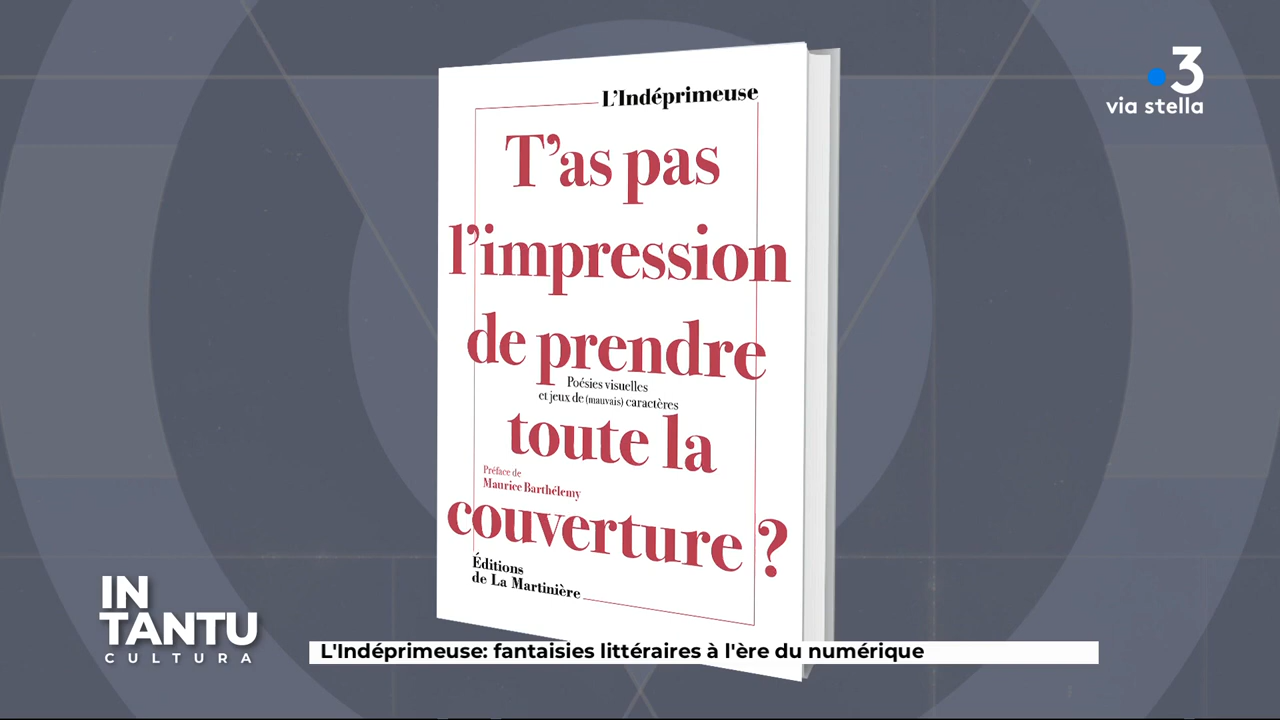 3
via stella
L'Indéprimeuse
T'as pas
l'impression
de prendre
Poésies visuelles
et jeux de (mauvais) caractères
toute la
Préface de
Maurice Barthélemy
couverture ?
Éditions
de La Martinière
IN
TANTU
CULTURA
L'Indéprimeuse: fantaisies littéraires à l'ère du numérique